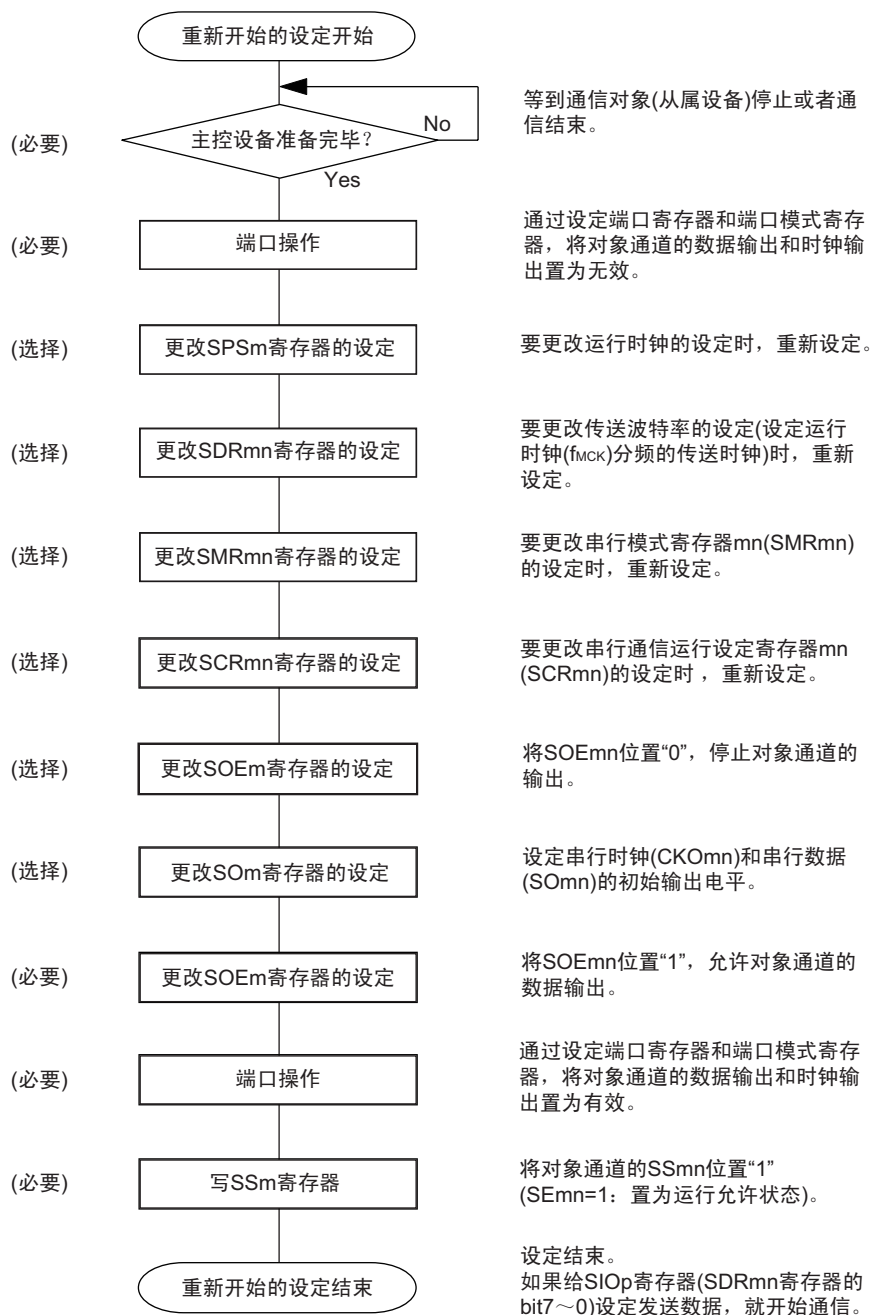 重新开始的设定开始
等到通信对象(从属设备)停止或者通
信结束。
(必要)
主控设备准备完毕？
No
Yes
(必要)
端口操作
通过设定端口寄存器和端口模式寄存
器，将对象通道的数据输出和时钟输
出置为无效。
(选择)
更改SPSm寄存器的设定
要更改运行时钟的设定时，重新设定。
(选择)
更改SDRmn寄存器的设定
要更改传送波特率的设定(设定运行
时钟(fMCK)分频的传送时钟)时，重新
设定。
(选择)
更改SMRmn寄存器的设定
要更改串行模式寄存器mn(SMRmn)
的设定时，重新设定。
(选择)
更改SCRmn寄存器的设定
要更改串行通信运行设定寄存器mn
(SCRmn)的设定时 ，重新设定。
(选择)
更改SOEm寄存器的设定
将SOEmn位置“0”，停止对象通道的
输出。
(选择)
更改SOm寄存器的设定
设定串行时钟(CKOmn)和串行数据
(SOmn)的初始输出电平。
(必要)
更改SOEm寄存器的设定
将SOEmn位置“1”，允许对象通道的
数据输出。
(必要)
端口操作
通过设定端口寄存器和端口模式寄存
器，将对象通道的数据输出和时钟输
出置为有效。
(必要)
写SSm寄存器
将对象通道的SSmn位置“1”
(SEmn=1：置为运行允许状态)。
重新开始的设定结束
设定结束。
如果给SIOp寄存器(SDRmn寄存器的
bit7～0)设定发送数据，就开始通信。